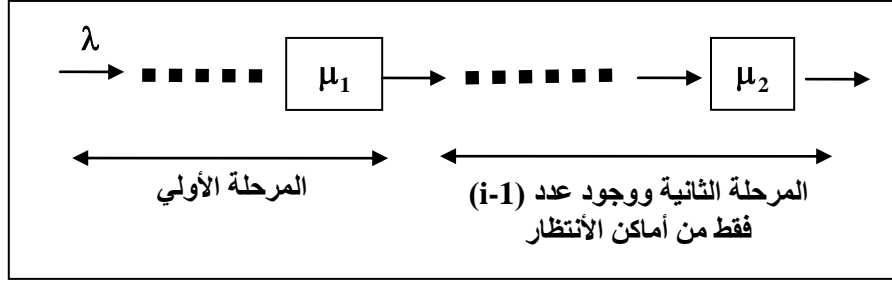 λ
μ₁
μ₂
المرحلة الأولي
المرحلة الثانية ووجود عدد (i-1)
فقط من أماكن الأنتظار